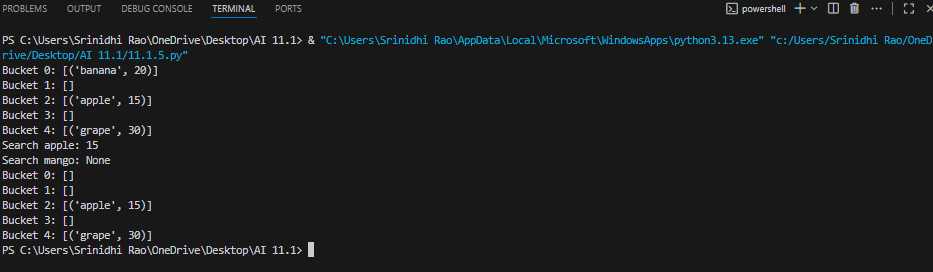 PROBLEMS OUTPUT DEBUG CONSOLE TERMINAL PORTS powershell
PS C:\Users\Srinidhi Rao\OneDrive\Desktop\AI 11.1> & "C:\Users\Srinidhi Rao\AppData\Local\Microsoft\WindowsApps\python3.13.exe" "c:/Users/Srinidhi Rao/OneD
rive/Desktop/AI 11.1/11.1.5.py"
Bucket 0: [('banana', 20)]
Bucket 1: []
Bucket 2: [('apple', 15)]
Bucket 3: []
Bucket 4: [('grape', 30)]
Search apple: 15
Search mango: None
Bucket 0: []
Bucket 1: []
Bucket 2: [('apple', 15)]
Bucket 3: []
Bucket 4: [('grape', 30)]
PS C:\Users\Srinidhi Rao\OneDrive\Desktop\AI 11.1>